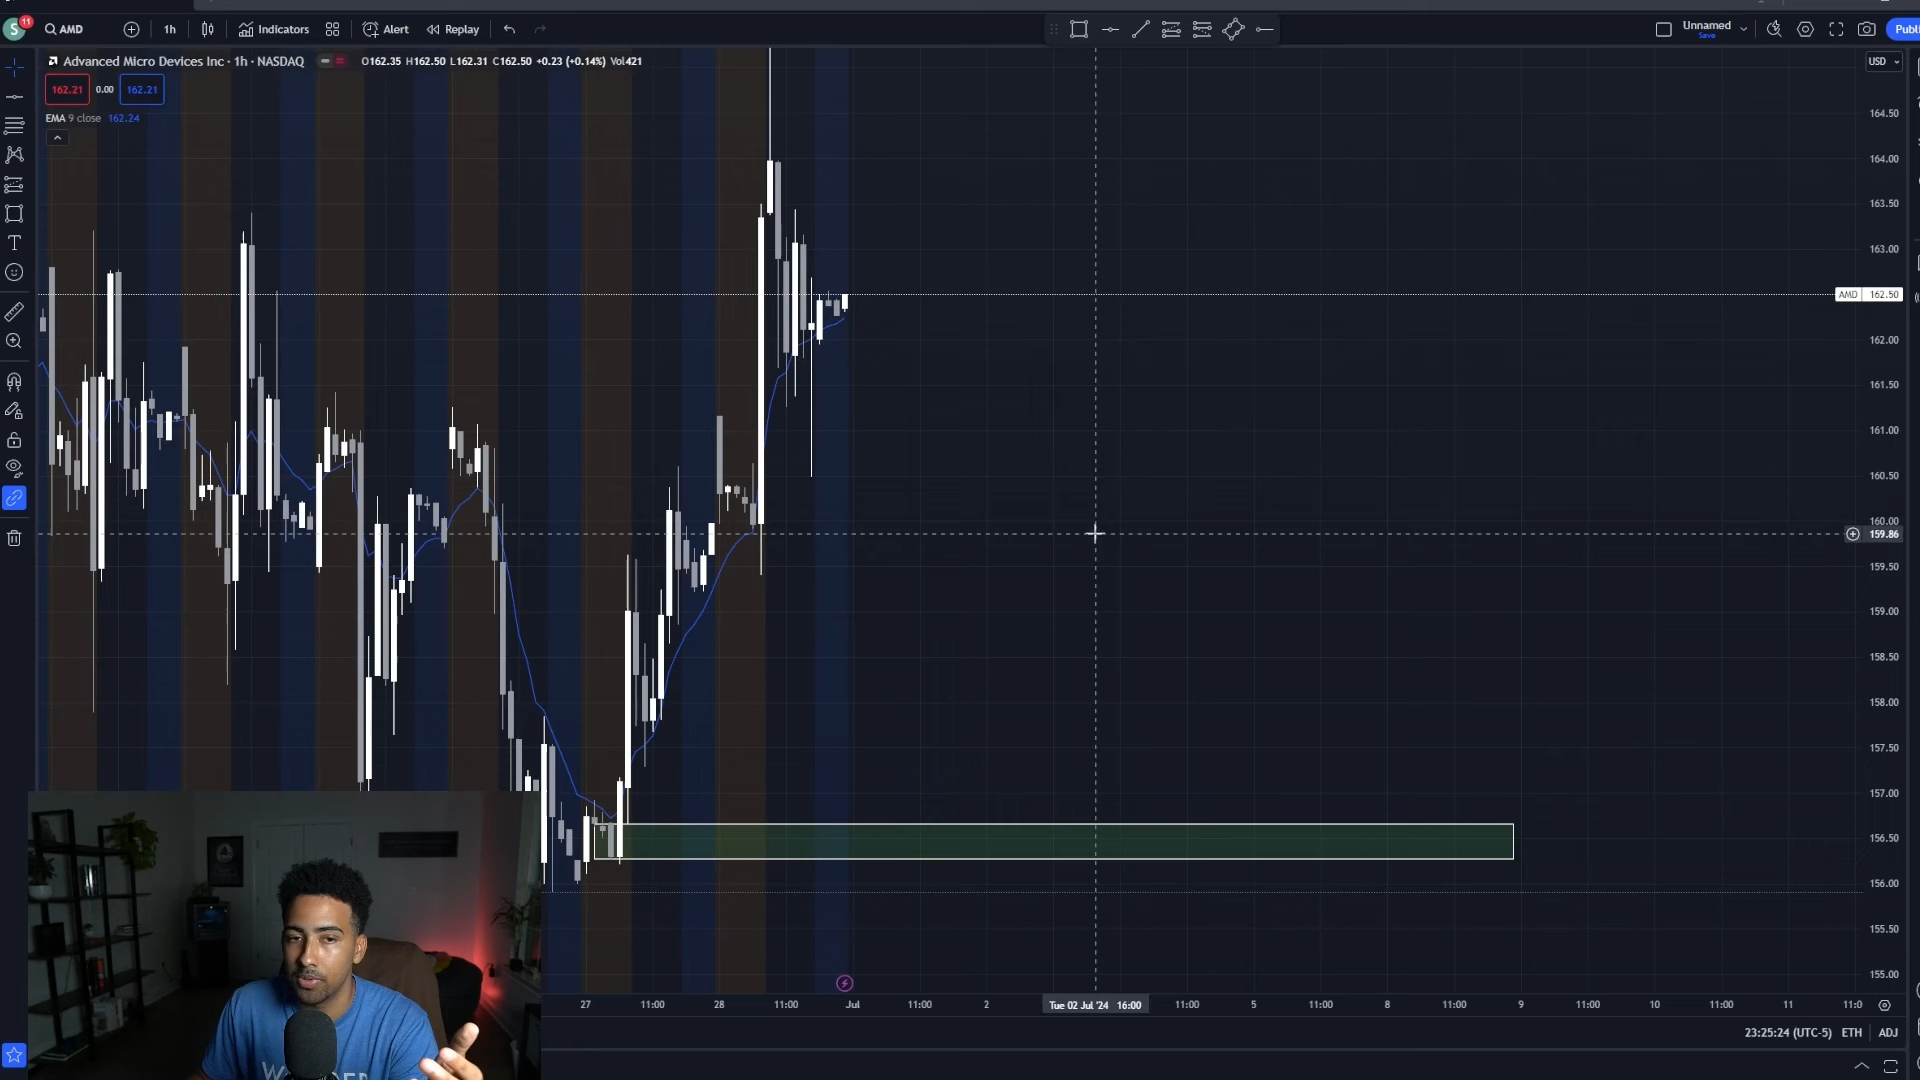 S
11
AMD
1h
Indicators
Alert
Replay
Unnamed
Save
Publ
Advanced Micro Devices Inc · 1h · NASDAQ
O162.35 H162.50 L162.31 C162.50 +0.23 (+0.14%) Vol421
USD
162.21
0.00
162.21
EMA 9 close 162.24
164.50
164.00
163.50
163.00
AMD 162.50
162.00
161.50
161.00
160.50
160.00
159.86
159.50
159.00
158.50
158.00
157.50
157.00
156.50
156.00
155.50
155.00
27
11:00
28
11:00
Jul
11:00
2
Tue 02 Jul '24 16:00
11:00
5
11:00
8
11:00
9
11:00
10
11:00
11
11:0
23:25:24 (UTC-5)
ETH
ADJ